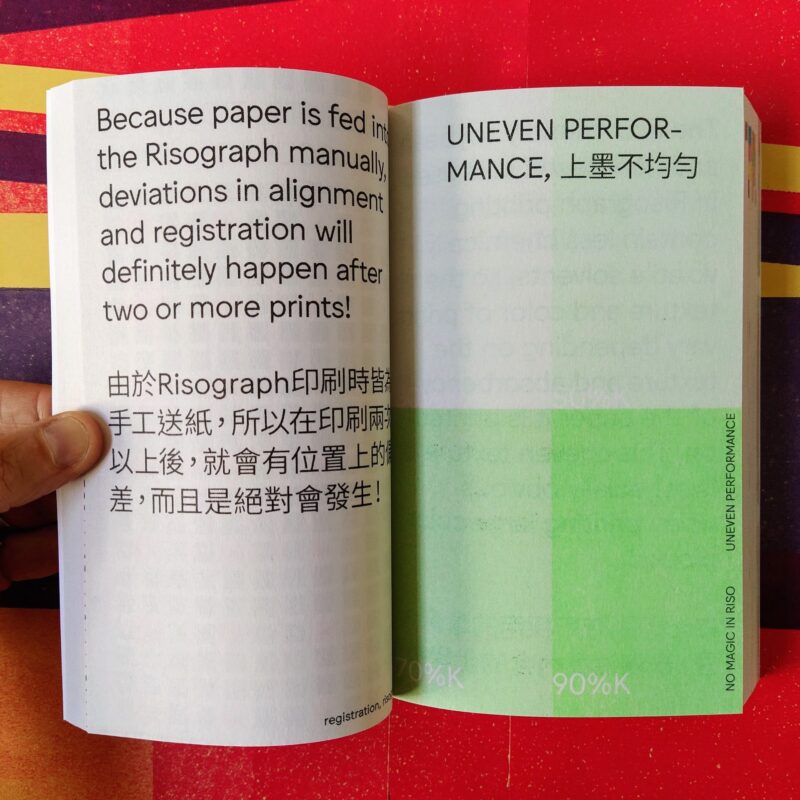 Because paper is fed into
the Risograph manually,
deviations in alignment
and registration will
definitely happen after
two or more prints!
由於Risograph印刷時皆為
手工送紙，所以在印刷兩次
以上後，就會有位置上的偏
差，而且是絕對會發生！
registration,
UNEVEN PERFOR-
MANCE, 上墨不均勻
70%K
90%K
NO MAGIC IN RISO UNEVEN PERFORMANCE